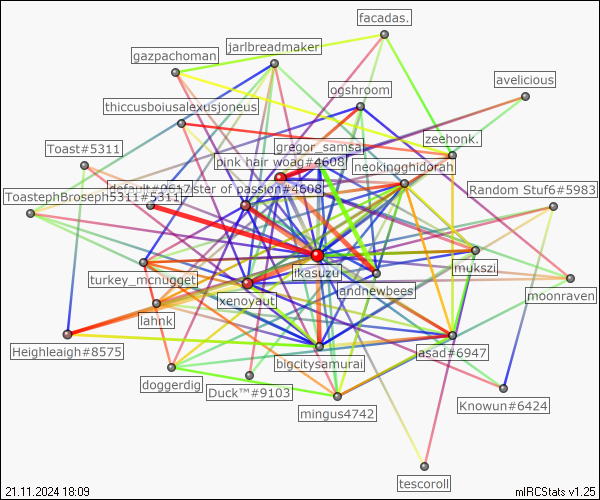 facadas.
jarlbreadmaker
gazpachoman
avelicious
ogshroom
thiccusboiusalexusjoneus
zeehonk.
Toast#5311
gregor_samsa
pink hair woag#4608
neokingghidorah
Random Stuf6#5983
default#0617
ister of passion#4608
ToastephBroseph5311#5311
ikasuzu
mukszi
turkey_mcnugget
andnewbees
moonraven
xenoyaut
lahnk
Heighleaigh#8575
asad#6947
bigcitysamurai
doggerdig
Duck™#9103
Knowun#6424
mingus4742
tescoroll
21.11.2024 18:09
mIRCStats v1.25